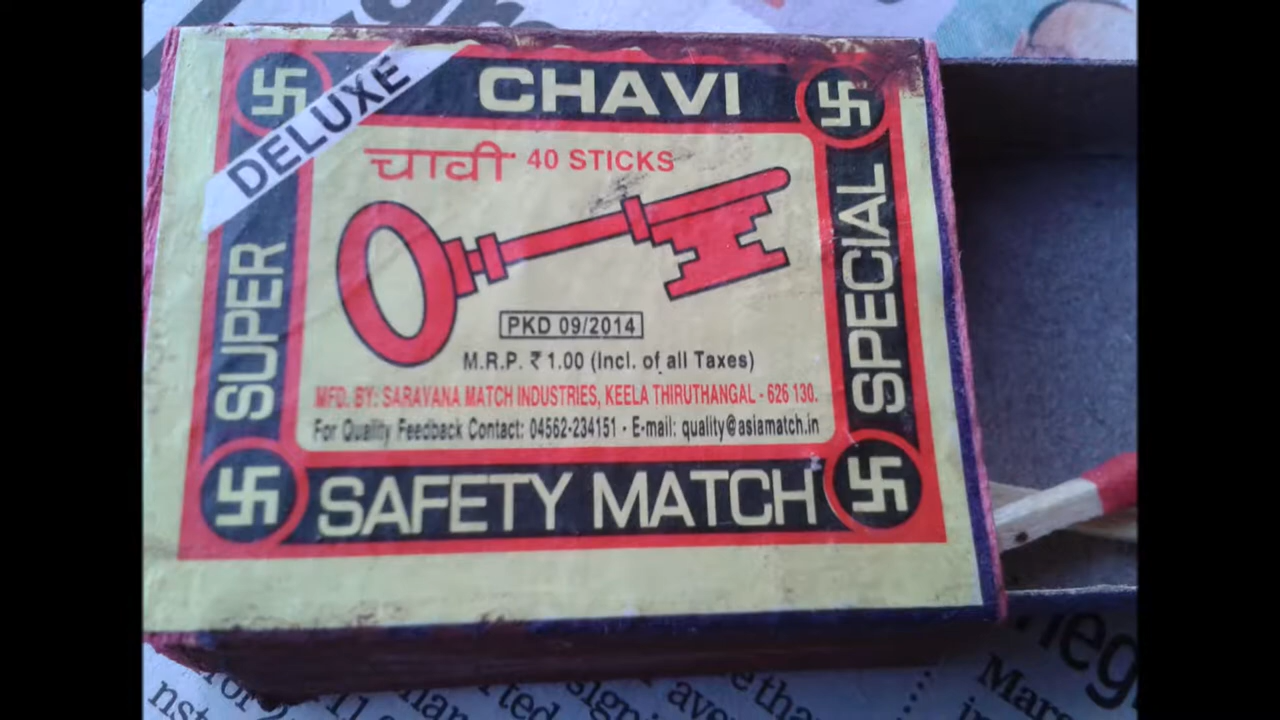 DELUXE
CHAVI
चावी 40 STICKS
SUPER
SPECIAL
PKD 09/2014
M.R.P. ₹ 1.00 (Incl. of all Taxes)
MFD. BY: SARAVANA MATCH INDUSTRIES, KEELA THIRUTHANGAL - 626 130.
For Quality Feedback Contact: 04562-234151 - E-mail: quality@asiamatch.in
SAFETY MATCH